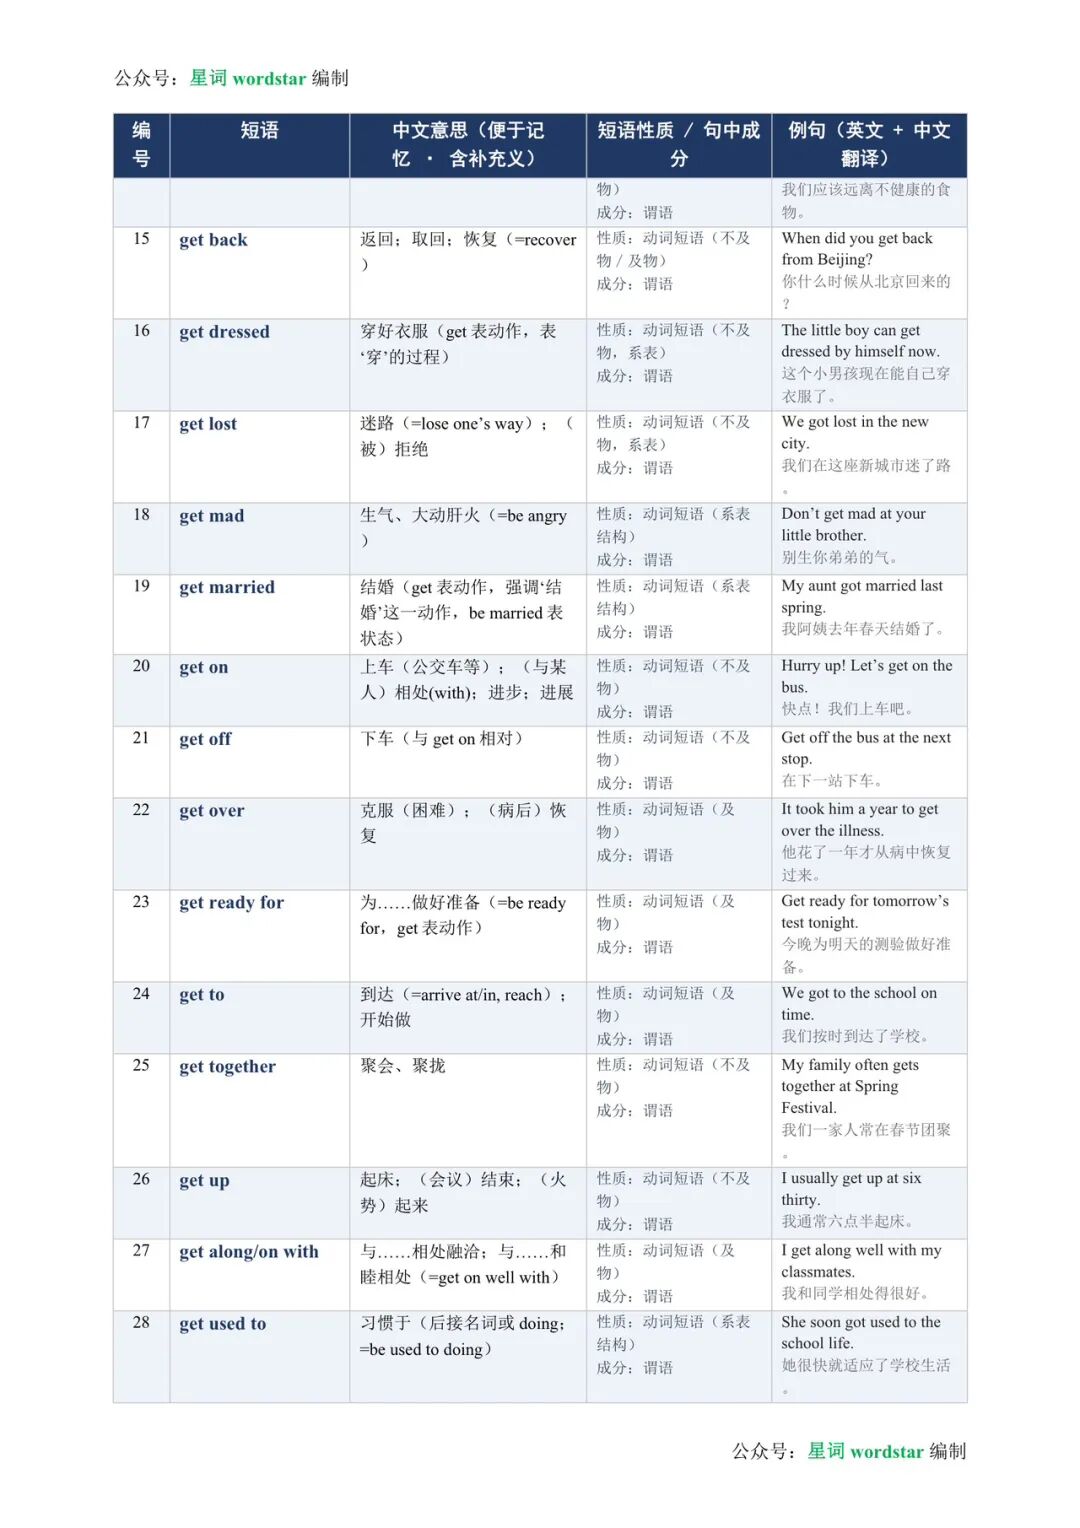 公众号：星词 wordstar 编制
编号 短语 中文意思（便于记忆 · 含补充义） 短语性质 / 句中成分 例句（英文 + 中文翻译）
物）
成分：谓语
我们应该远离不健康的食
物。
15
get back
返回；取回；恢复（=recover
）
性质：动词短语（不及
物 / 及物）
成分：谓语
When did you get back
from Beijing?
你什么时候从北京回来的
？
16
get dressed
穿好衣服（get 表动作，表
‘穿’的过程）
性质：动词短语（不及
物，系表）
成分：谓语
The little boy can get
dressed by himself now.
这个小男孩现在能自己穿
衣服了。
17
get lost
迷路（=lose one’s way）；（
被）拒绝
性质：动词短语（不及
物，系表）
成分：谓语
We got lost in the new
city.
我们在这座新城市迷了路
。
18
get mad
生气、大动肝火（=be angry
）
性质：动词短语（系表
结构）
成分：谓语
Don’t get mad at your
little brother.
别生你弟弟的气。
19
get married
结婚（get 表动作，强调‘结
婚’这一动作，be married 表
状态）
性质：动词短语（系表
结构）
成分：谓语
My aunt got married last
spring.
我阿姨去年春天结婚了。
20
get on
上车（公交车等）；（与某
人）相处(with)；进步；进展
性质：动词短语（不及
物）
成分：谓语
Hurry up! Let’s get on the
bus.
快点！我们上车吧。
21
get off
下车（与 get on 相对）
性质：动词短语（不及
物）
成分：谓语
Get off the bus at the next
stop.
在下一站下车。
22
get over
克服（困难）；（病后）恢
复
性质：动词短语（及
物）
成分：谓语
It took him a year to get
over the illness.
他花了一年才从病中恢复
过来。
23
get ready for
为……做好准备（=be ready
for，get 表动作）
性质：动词短语（及
物）
成分：谓语
Get ready for tomorrow’s
test tonight.
今晚为明天的测验做好准
备。
24
get to
到达（=arrive at/in, reach）；
开始做
性质：动词短语（及
物）
成分：谓语
We got to the school on
time.
我们按时到达了学校。
25
get together
聚会、聚拢
性质：动词短语（不及
物）
成分：谓语
My family often gets
together at Spring
Festival.
我们一家人常在春节团聚
。
26
get up
起床；（会议）结束；（火
势）起来
性质：动词短语（不及
物）
成分：谓语
I usually get up at six
thirty.
我通常六点半起床。
27
get along/on with
与……相处融洽；与……和
睦相处（=get on well with）
性质：动词短语（及
物）
成分：谓语
I get along well with my
classmates.
我和同学相处得很好。
28
get used to
习惯于（后接名词或 doing；
=be used to doing）
性质：动词短语（系表
结构）
成分：谓语
She soon got used to the
school life.
她很快就适应了学校生活
。
公众号：星词 wordstar 编制